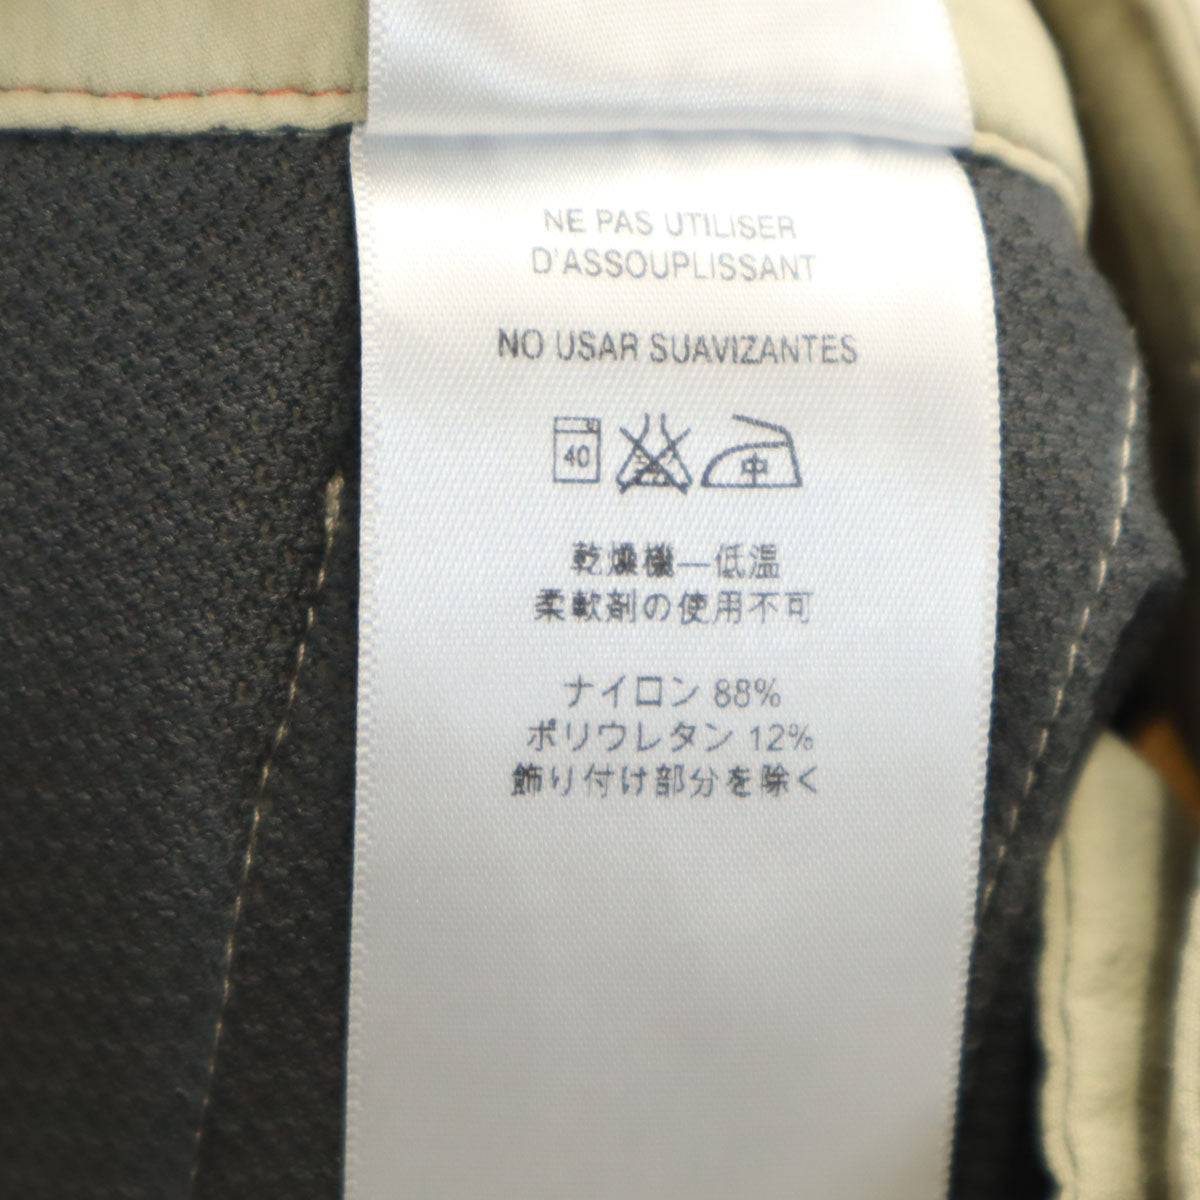 NE PAS UTILISER
D'ASSOUPLISSANT
NO USAR SUAVIZANTES
40 中
乾燥機—低温
柔軟剤の使用不可
ナイロン 88%
ポリウレタン 12%
飾り付け部分を除く